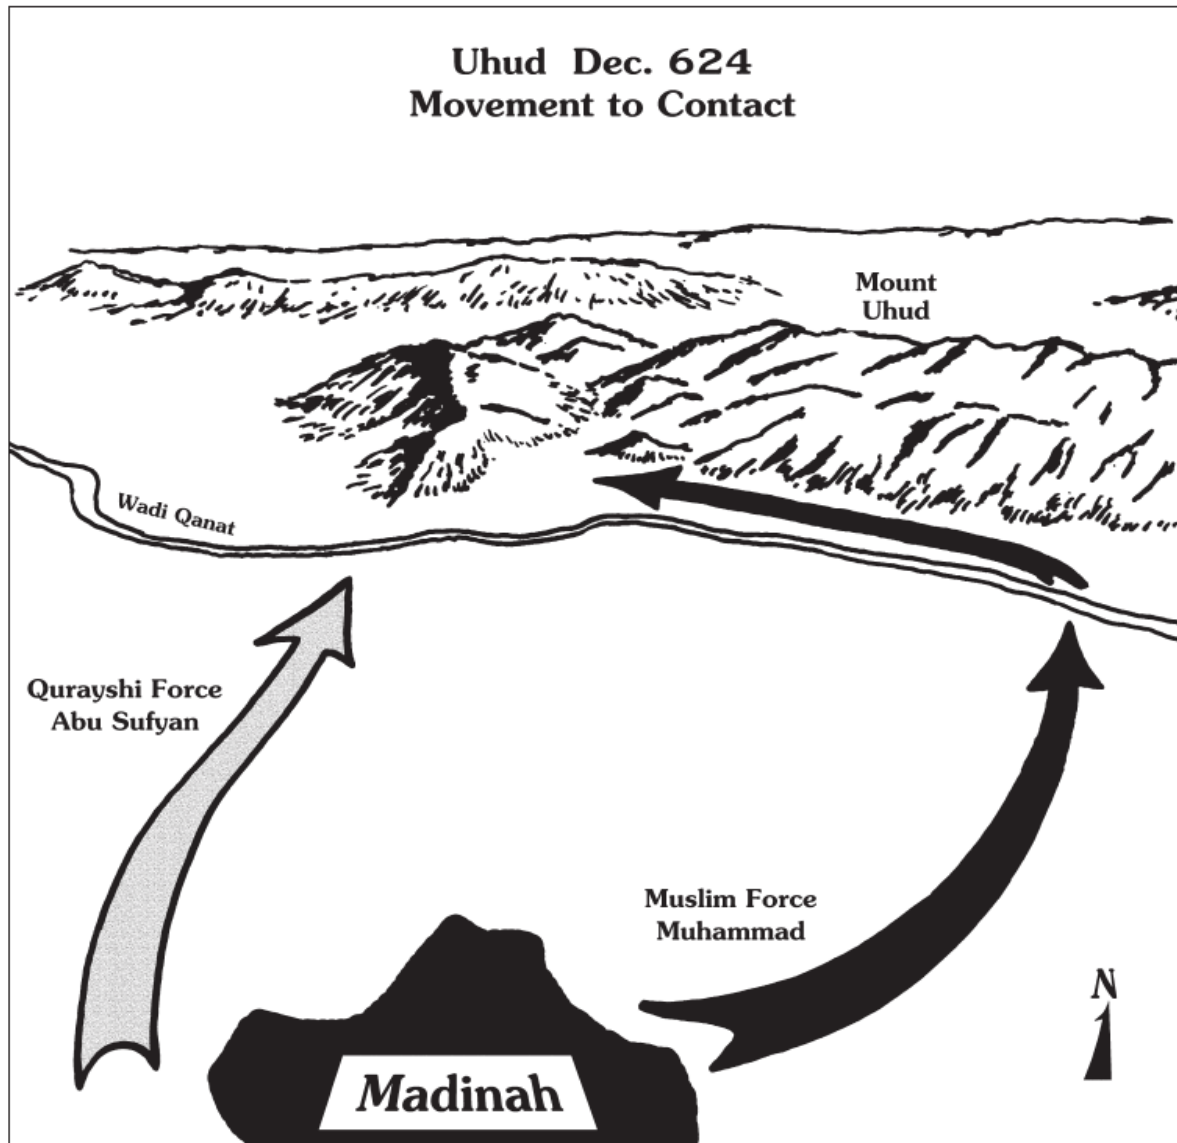 Uhud Dec. 624
Movement to Contact
Mount
Uhud
Wadi Qanat
Qurayshi Force
Abu Sufyan
Muslim Force
Muhammad
N
Madinah